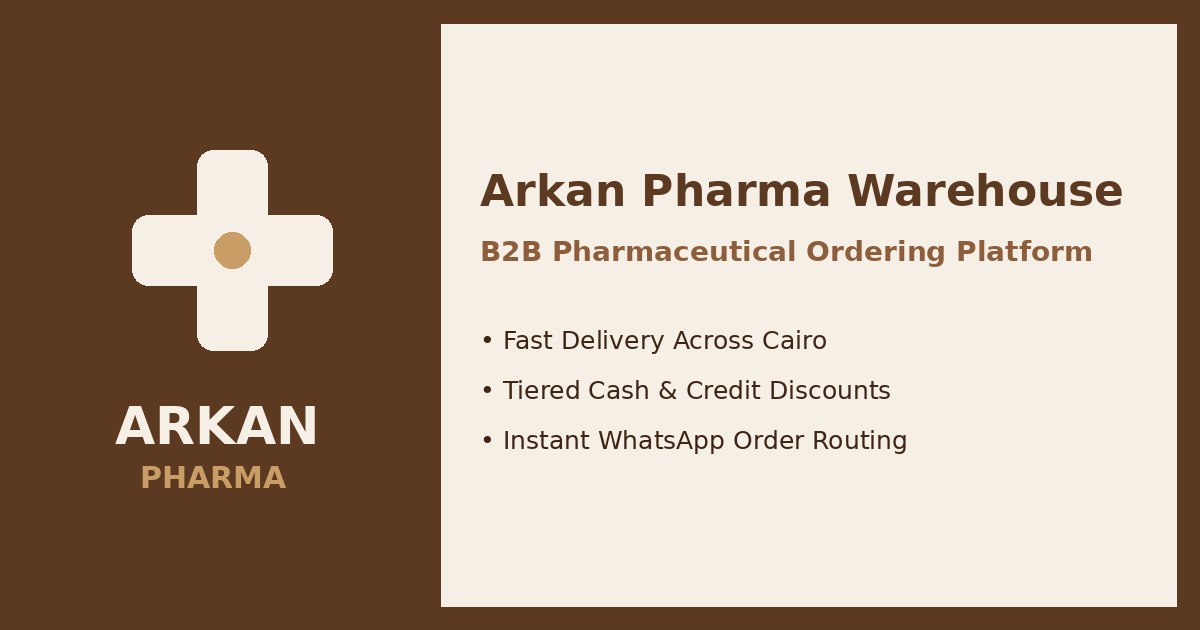 ARKAN
PHARMA
Arkan Pharma Warehouse
B2B Pharmaceutical Ordering Platform
• Fast Delivery Across Cairo
• Tiered Cash & Credit Discounts
• Instant WhatsApp Order Routing